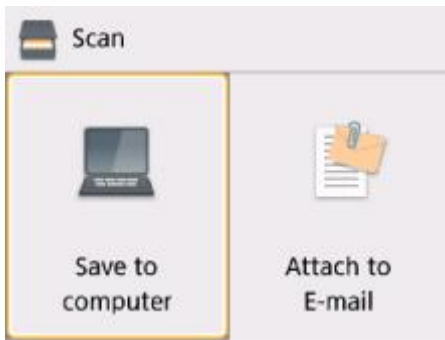 Scan
Save to
computer
Attach to
E-mail